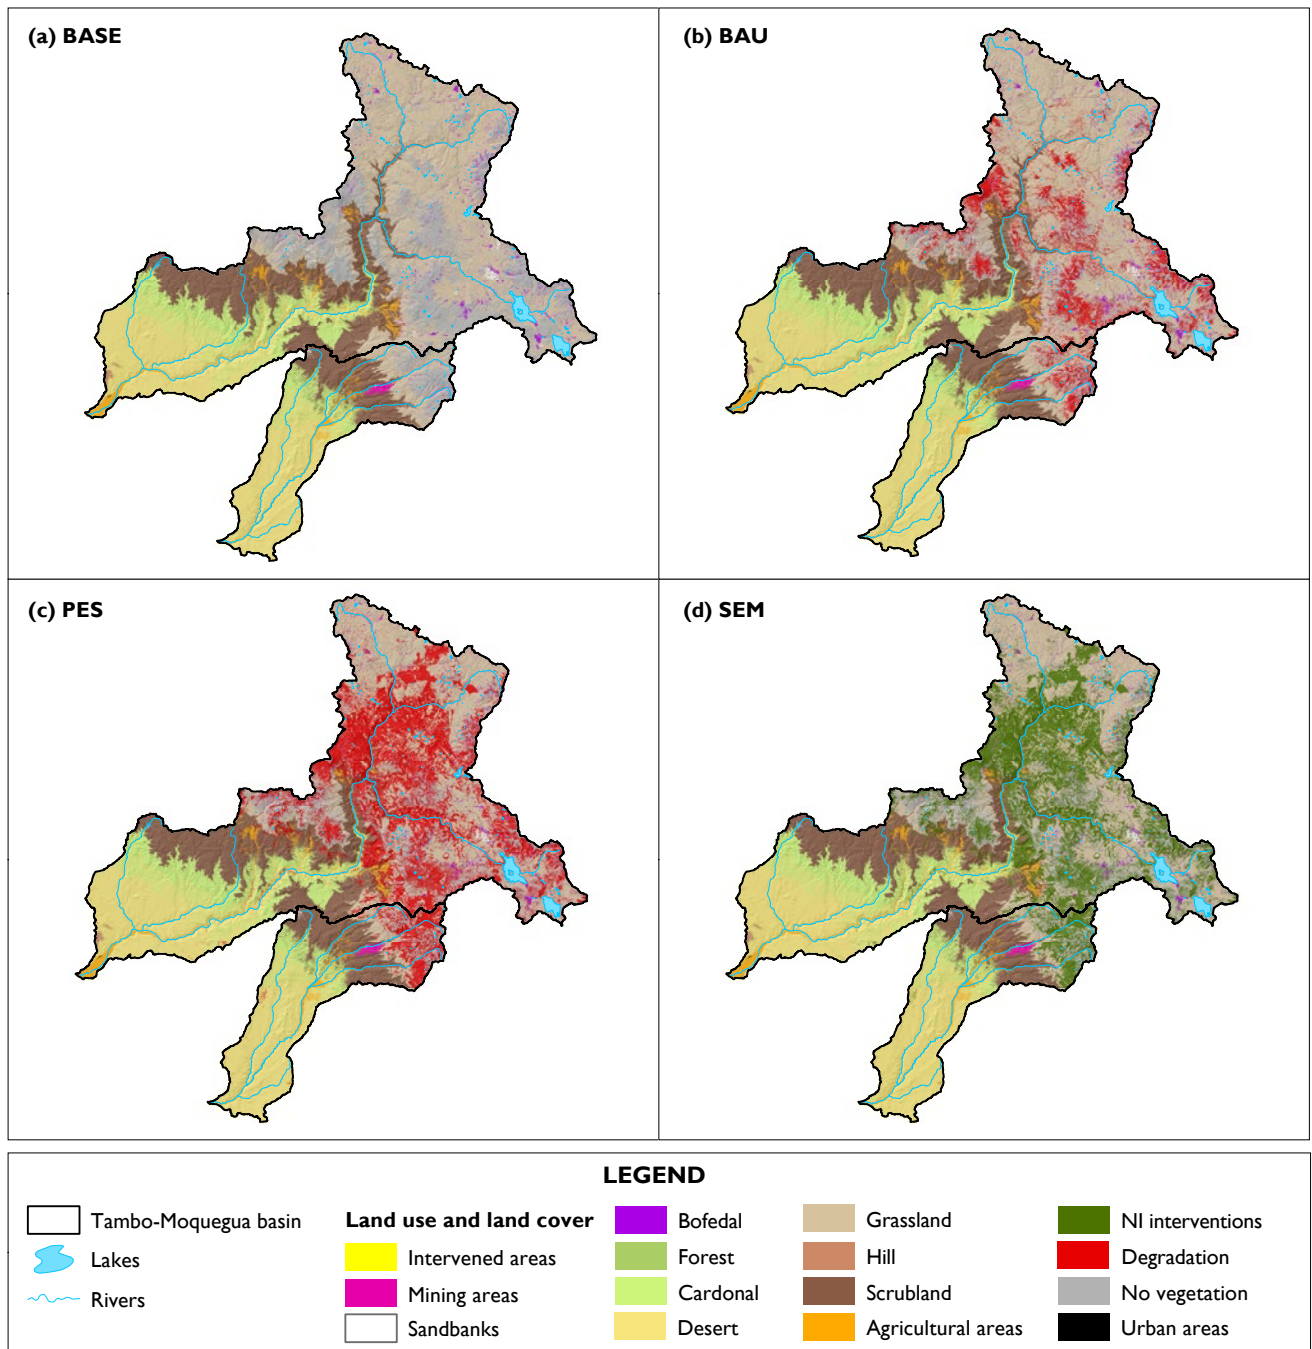 (a) BASE
(b) BAU
(c) PES
(d) SEM
LEGEND
Tambo-Moquegua basin
Lakes
Rivers
Land use and land cover
Intervened areas
Mining areas
Sandbanks
Bofedal
Forest
Cardonal
Desert
Grassland
Hill
Scrubland
Agricultural areas
NI interventions
Degradation
No vegetation
Urban areas